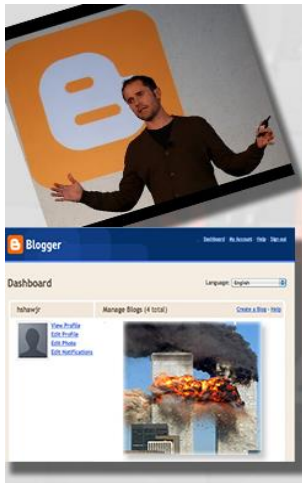 B
B Blogger
Dashboard My Account Help Sign out
Dashboard
Language: English
hshawjr
Manage Blogs (4 total)
Create a Blog - Help
View Profile
Edit Profile
Edit Photo
Edit Notifications